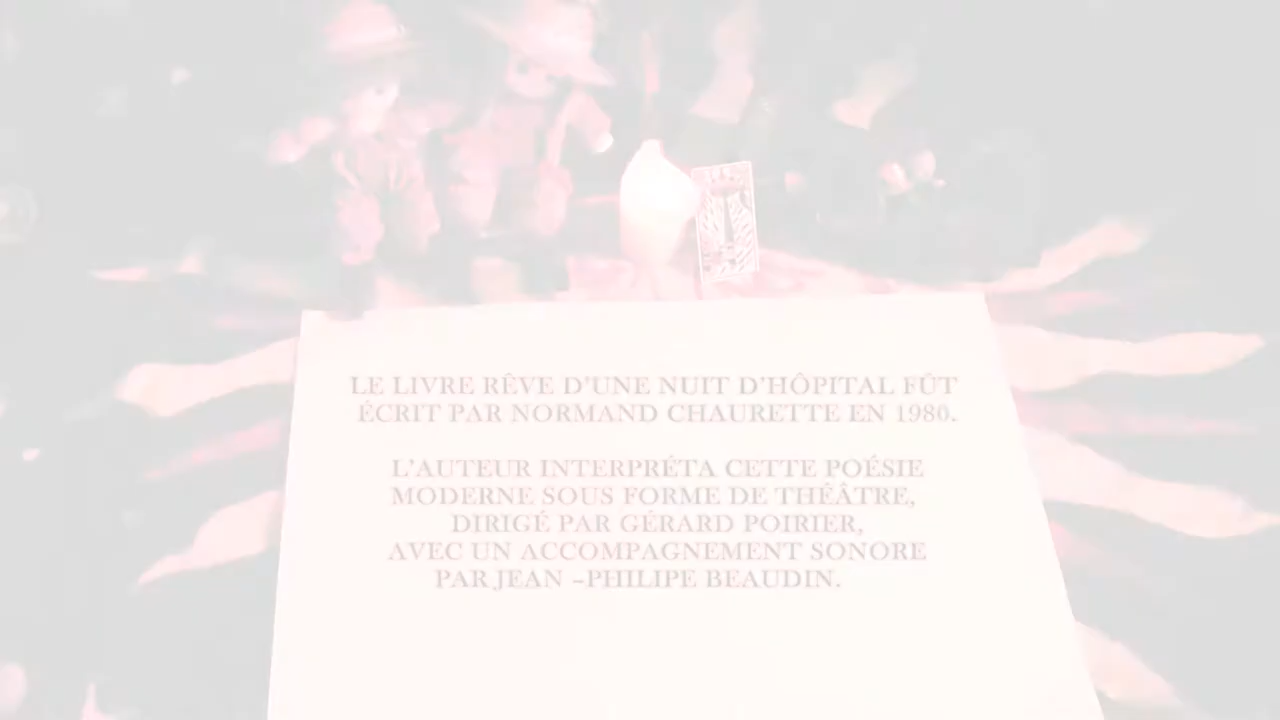 LE LIVRE RÊVE D'UNE NUIT D'HÔPITAL FÛT
ÉCRIT PAR NORMAND CHAURETTE EN 1980.
L'AUTEUR INTERPRÉTA CETTE POÉSIE
MODERNE SOUS FORME DE THÉÂTRE,
DIRIGÉ PAR GÉRARD POIRIER,
AVEC UN ACCOMPAGNEMENT SONORE
PAR JEAN –PHILIPE BEAUDIN.